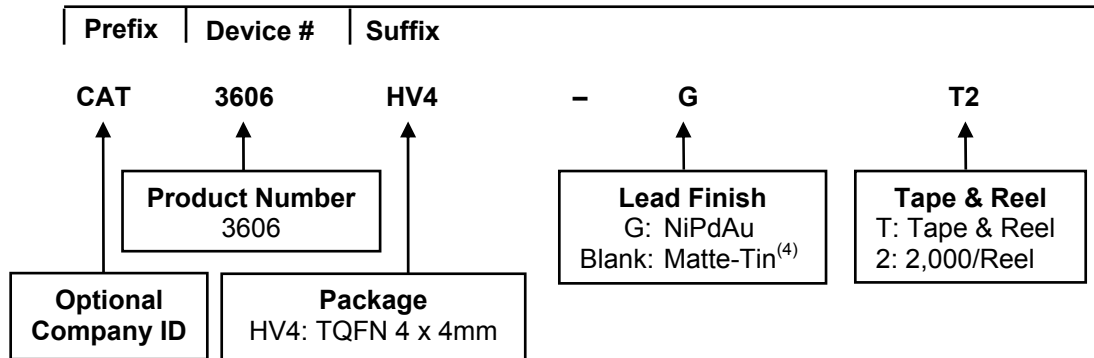 Prefix Device # Suffix
CAT 3606 HV4 – G T2
Product Number
3606
Lead Finish
G: NiPdAu
Blank: Matte-Tin(4)
Tape & Reel
T: Tape & Reel
2: 2,000/Reel
Optional
Company ID
Package
HV4: TQFN 4 x 4mm